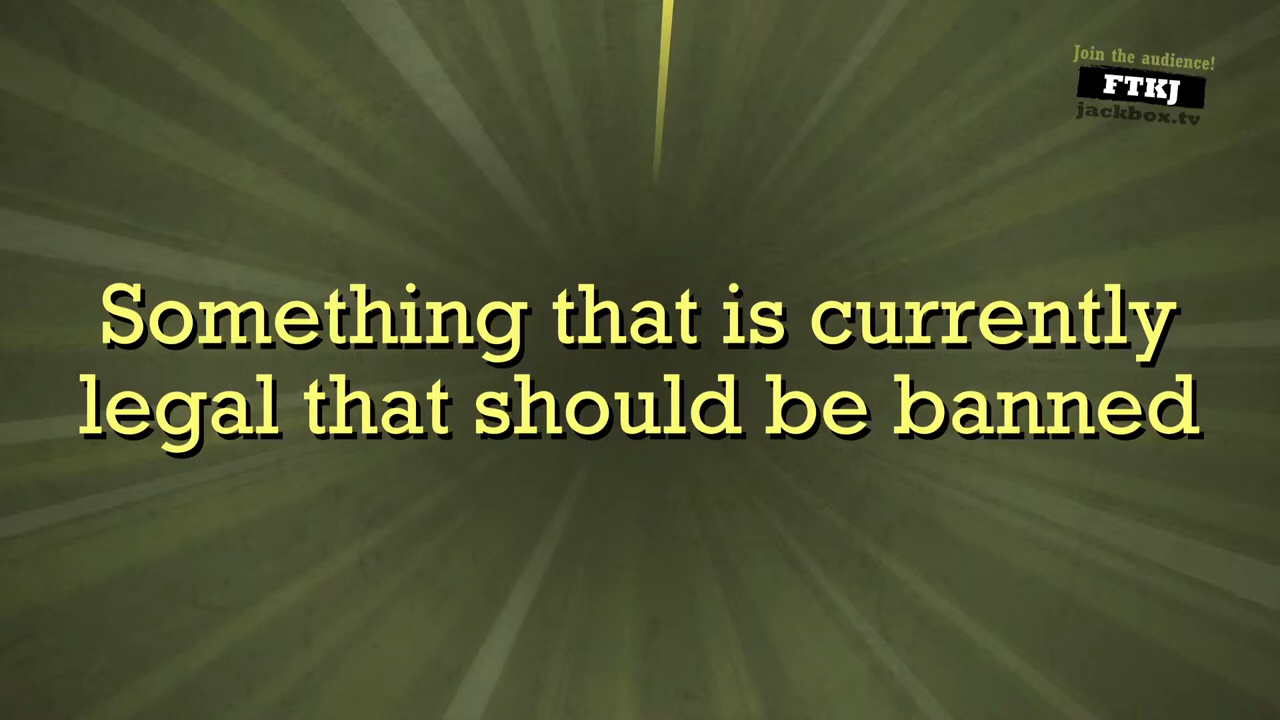 Join the audience!
FTKJ
jackbox.tv
Something that is currently
legal that should be banned